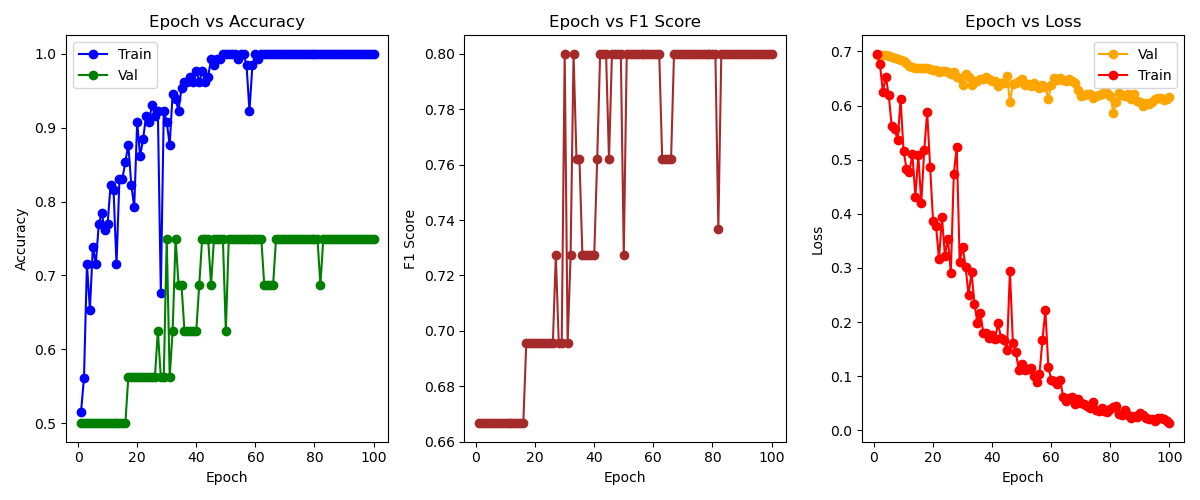 Epoch vs Accuracy
1.0
0.9
0.8
0.7
0.6
0.5
Accuracy
Train
Val
0 20 40 60 80 100
Epoch
Epoch vs F1 Score
0.80
0.78
0.76
0.74
0.72
0.70
0.68
0.66
F1 Score
0 20 40 60 80 100
Epoch
Epoch vs Loss
0.7
0.6
0.5
0.4
0.3
0.2
0.1
0.0
Loss
Val
Train
0 20 40 60 80 100
Epoch